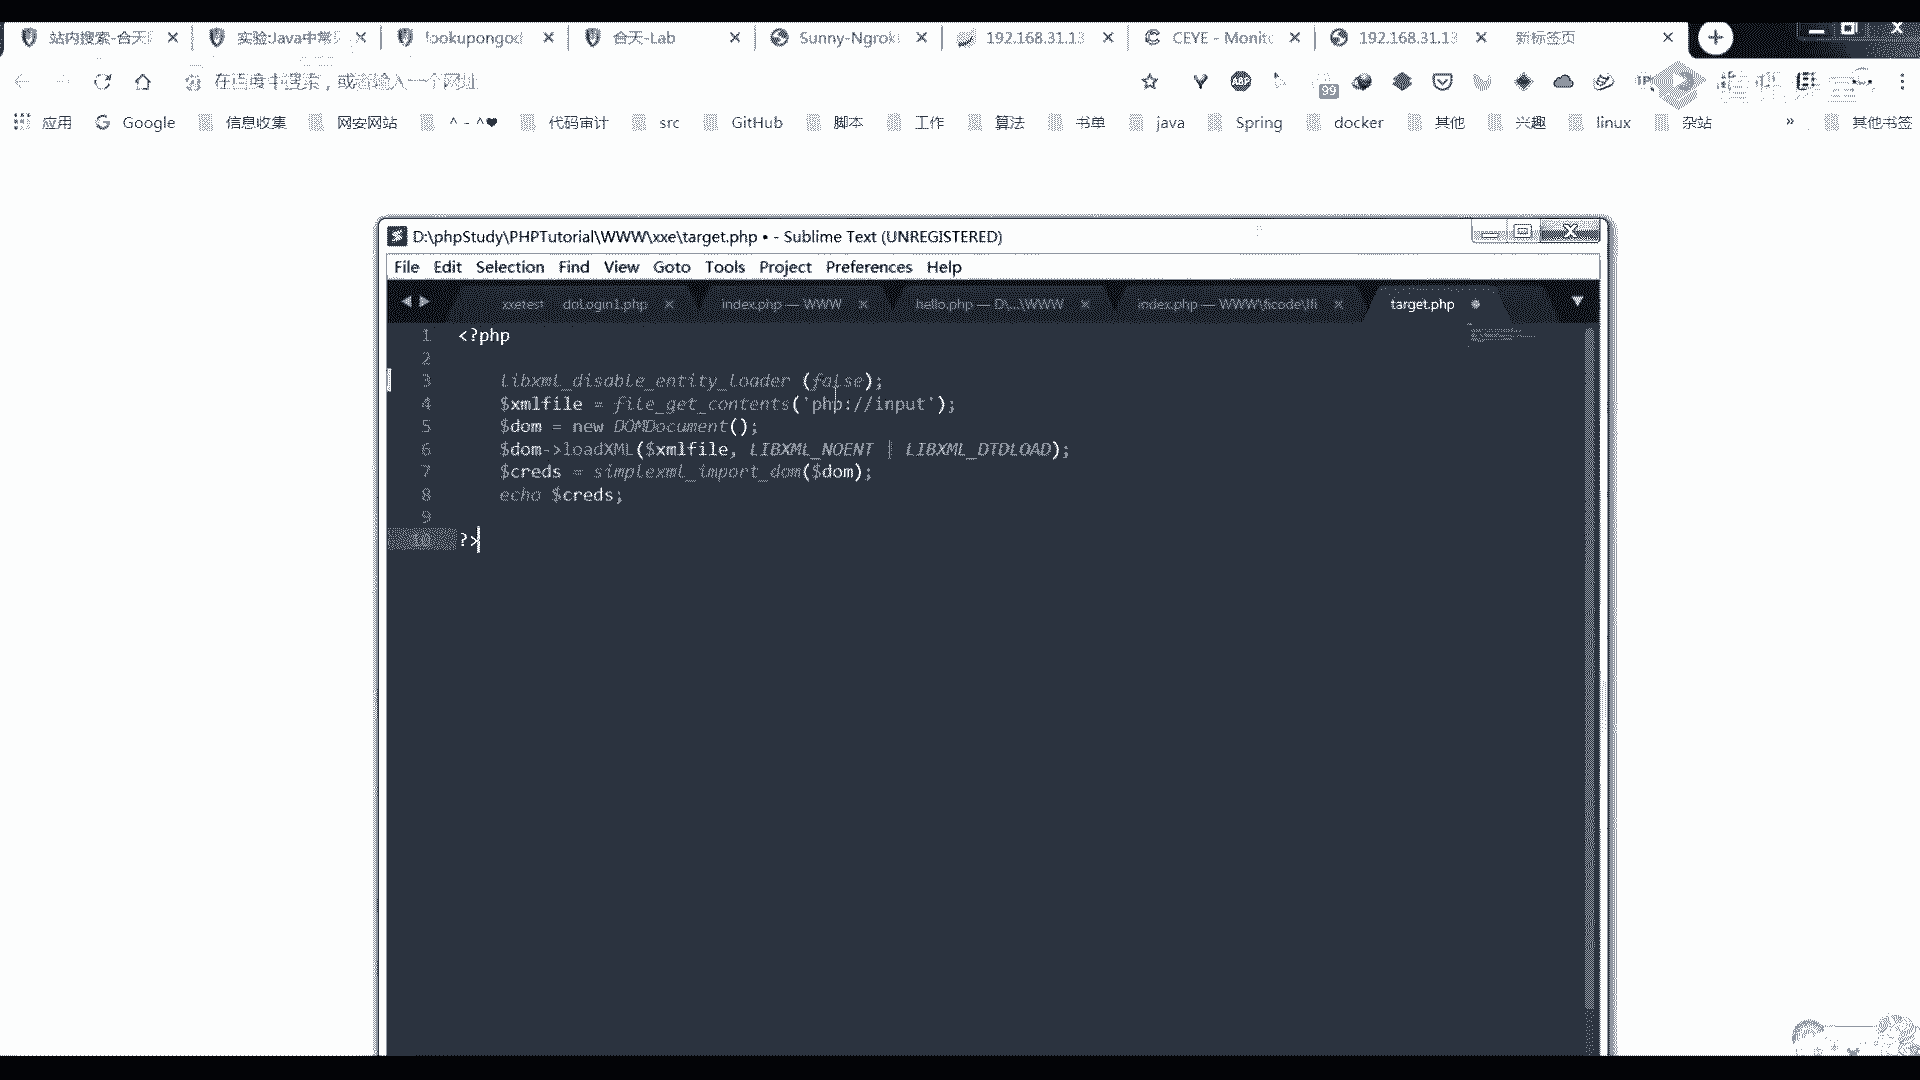 站内搜索-合天
实验:Java中常
合天-Lab
Sunny-Ngrok
192.168.31.13
CEYE - Monito
192.168.31.13
新标签页
在百度中搜索，或者输入一个网址
99
应用
Google
信息收集
网安网站
^ - ^❤
代码审计
src
GitHub
脚本
工作
算法
书单
java
Spring
docker
其他
兴趣
linux
杂站
»
其他书签
D:\phpStudy\PHPTutorial\WWW\xxe\target.php • - Sublime Text (UNREGISTERED)
File Edit Selection Find View Goto Tools Project Preferences Help
xxetest doLogin1.php
index.php — WWW
hello.php — D\...\WWW
index.php — WWW\ficode\lfi
target.php
1 <?php
2
3 libxml_disable_entity_loader (false);
4 $xmlfile = file_get_contents('php://input');
5 $dom = new DOMDocument();
6 $dom->loadXML($xmlfile, LIBXML_NOENT | LIBXML_DTDLOAD);
7 $creds = simplexml_import_dom($dom);
8 echo $creds;
9
10 ?>